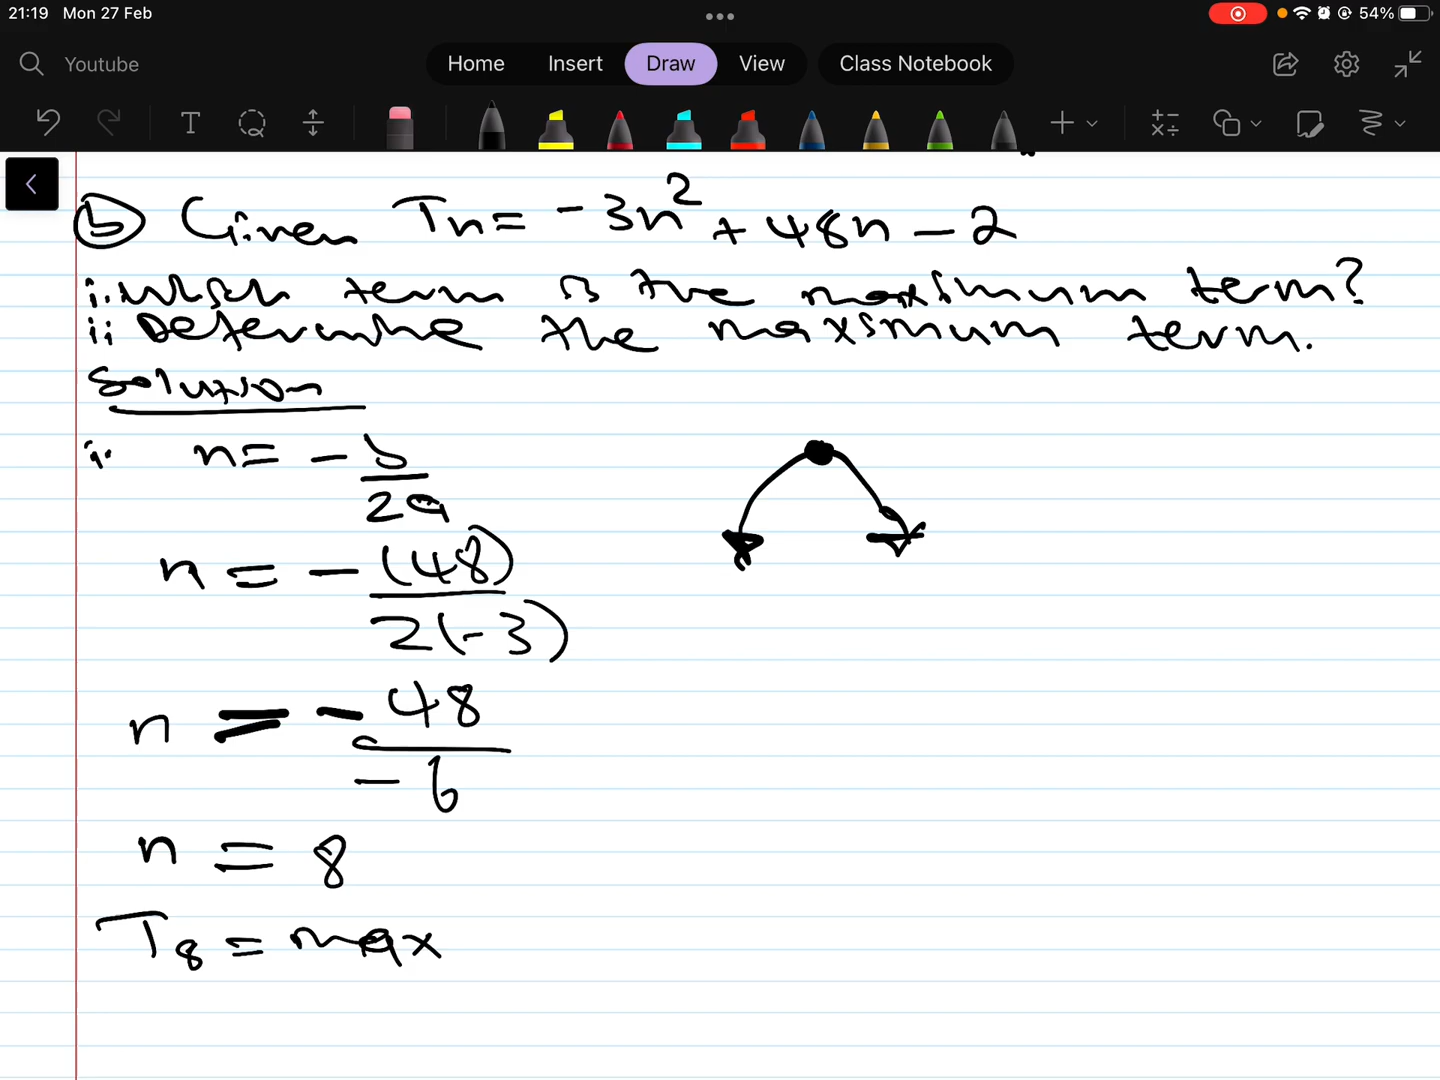 21:19 Mon 27 Feb
54%
Youtube
Home Insert Draw View Class Notebook
T
(b) Given Tn = -3n² + 48n - 2
i. Which term is the maximum term?
ii Determine the maximum term.
Solution
i. n = - b/2a
n = - (48)/2(-3)
n = - 48/-6
n = 8
T₈ = max